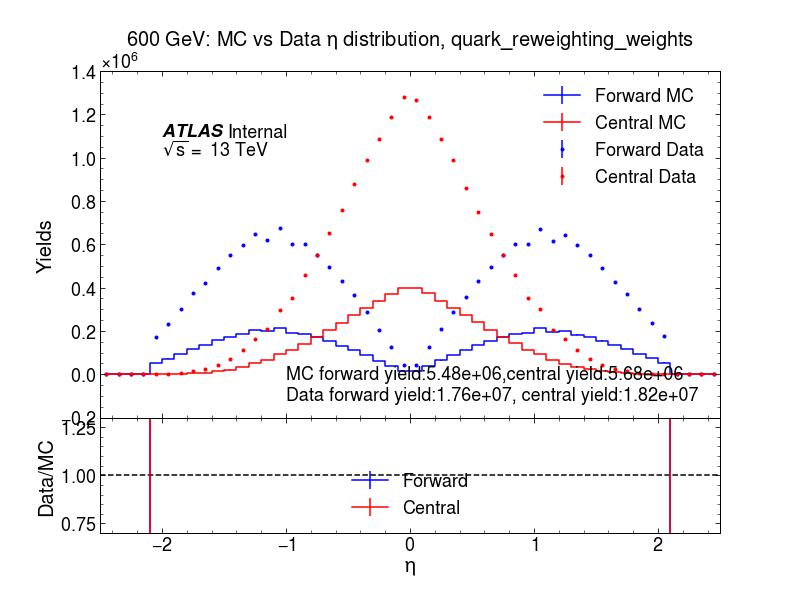 600 GeV: MC vs Data η distribution, quark_reweighting_weights
×10⁶
1.4
1.2
1.0
0.8
0.6
0.4
0.2
0.0
0.2
Yields
ATLAS Internal
√s = 13 TeV
Forward MC
Central MC
Forward Data
Central Data
MC forward yield:5.48e+06,central yield:5.68e+06
Data forward yield:1.76e+07, central yield:1.82e+07
1.25
1.00
0.75
Data/MC
Forward
Central
−2 −1 0 1 2
η